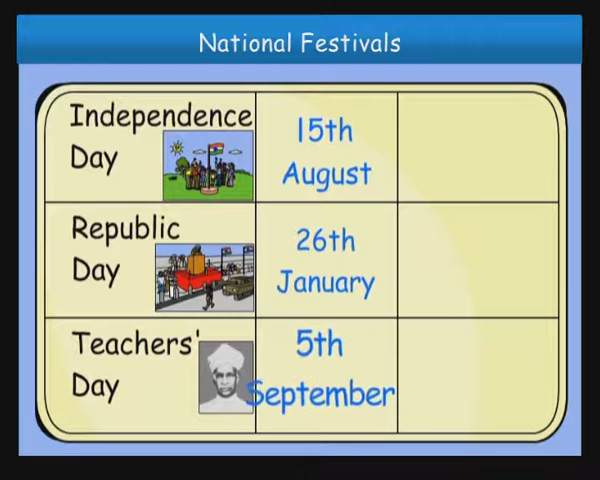 National Festivals
Independence
Day
15th
August
Republic
Day
26th
January
Teachers'
Day
5th
September